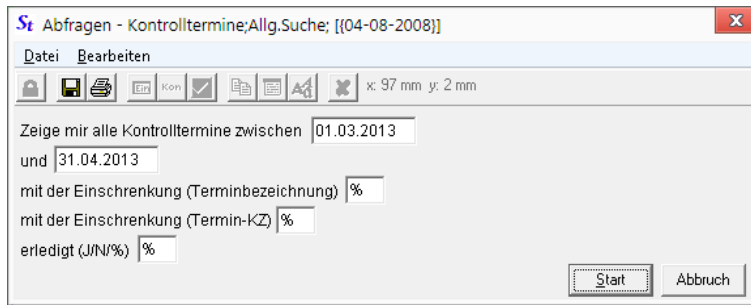 St Abfragen - Kontrolltermine;Allg.Suche; [{04-08-2008}]
Datei Bearbeiten
Ein Kon x: 97 mm y: 2 mm
Zeige mir alle Kontrolltermine zwischen 01.03.2013
und 31.04.2013
mit der Einschrenkung (Terminbezeichnung) %
mit der Einschrenkung (Termin-KZ) %
erledigt (J/N/%) %
Start Abbruch